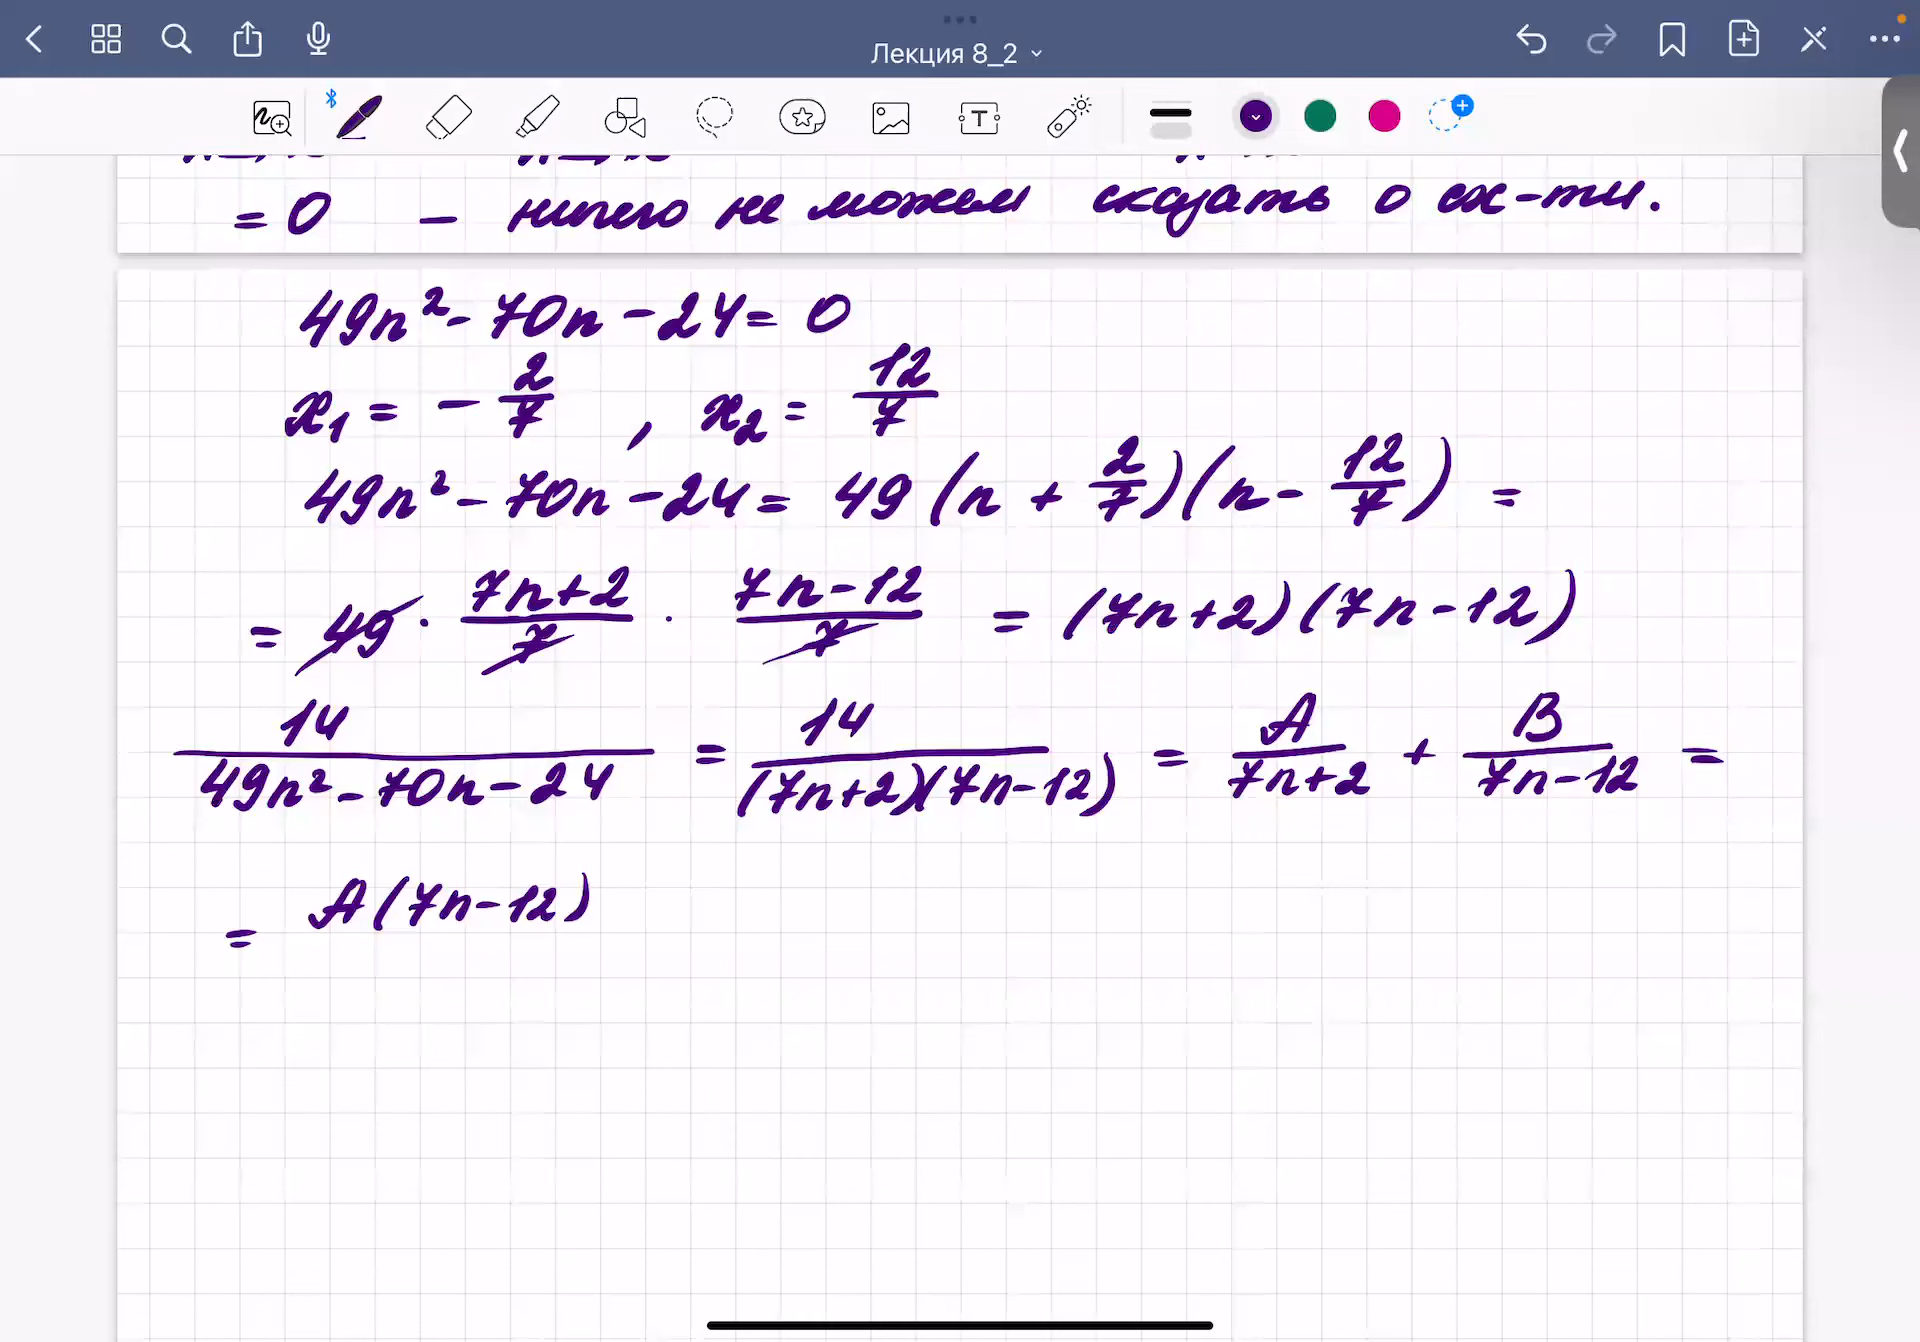 Лекция 8_2
= 0 – ничего не можем сказать о сх-ти.
49n² - 70n - 24 = 0
x₁ = - 2/7 , x₂ = 12/7
49n² - 70n - 24 = 49 (n + 2/7)(n - 12/7) =
= 49 · (7n+2)/7 · (7n-12)/7 = (7n+2)(7n-12)
14/(49n² - 70n - 24) = 14/((7n+2)(7n-12)) = A/(7n+2) + B/(7n-12) =
= A(7n-12)